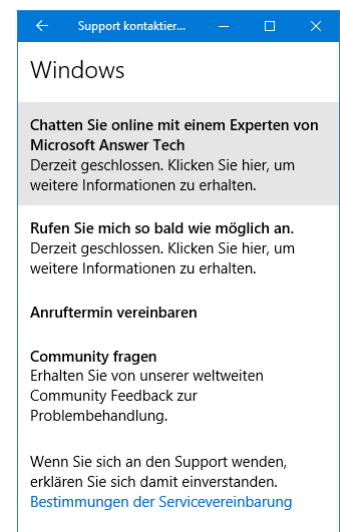 Support kontaktier...
Windows
Chatten Sie online mit einem Experten von
Microsoft Answer Tech
Derzeit geschlossen. Klicken Sie hier, um
weitere Informationen zu erhalten.
Rufen Sie mich so bald wie möglich an.
Derzeit geschlossen. Klicken Sie hier, um
weitere Informationen zu erhalten.
Anruftermin vereinbaren
Community fragen
Erhalten Sie von unserer weltweiten
Community Feedback zur
Problembehandlung.
Wenn Sie sich an den Support wenden,
erklären Sie sich damit einverstanden.
Bestimmungen der Servicevereinbarung